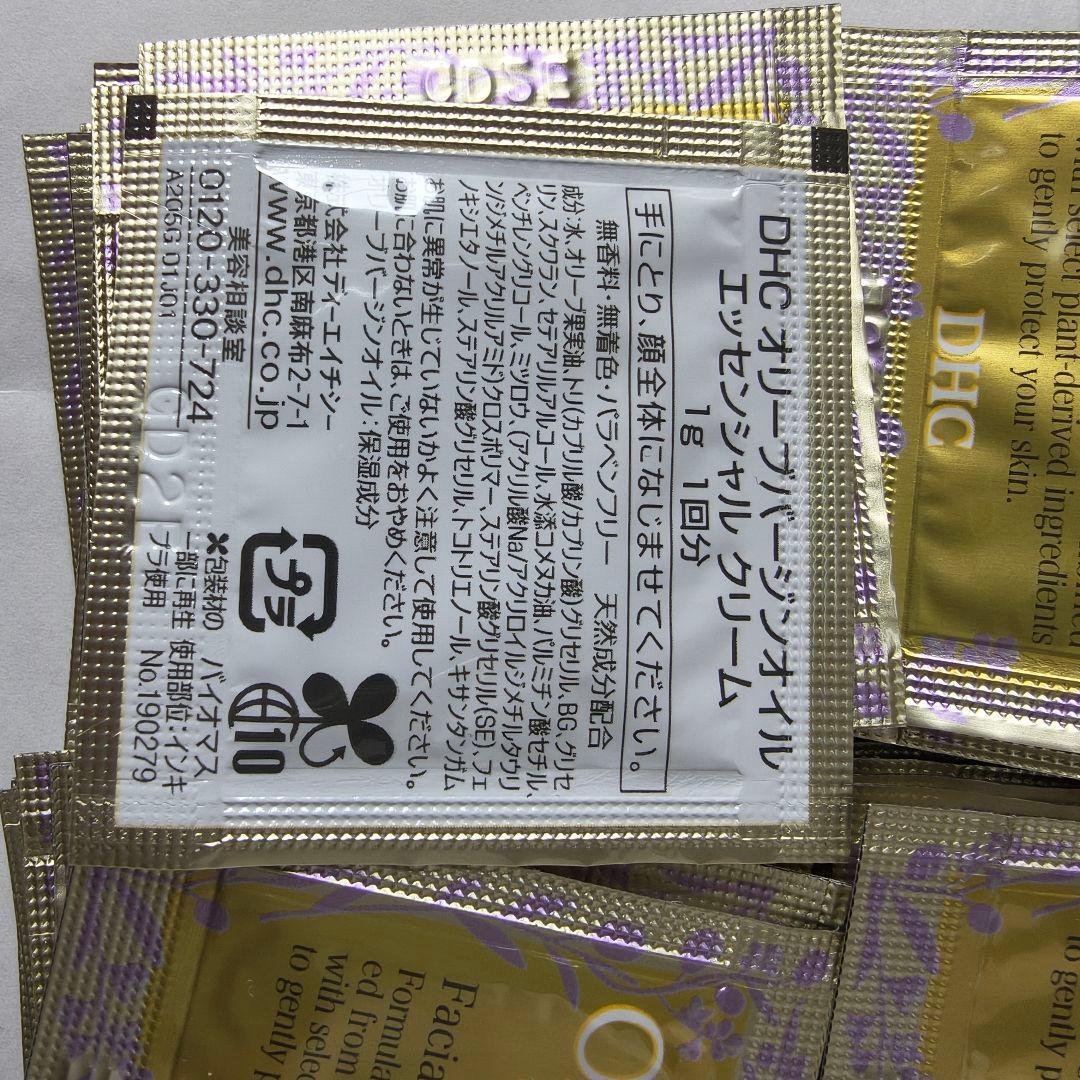 DHC オリーブバージンオイル
エッセンシャル クリーム
1g 1回分
手にとり、顔全体になじませてください。
無香料・無着色・パラベンフリー 天然成分配合
成分:水、オリーブ果実油、トリ(カプリル酸/カプリン酸)グリセリル、BG、グリセ
リン、スクワラン、セテアリルアルコール、水添コメヌカ油、パルミチン酸セチル、
ペンチレングリコール、ミツロウ、(アクリル酸Na/アクリロイルジメチルタウリ
ン/ジメチルアクリルアミド)クロスポリマー、ステアリン酸グリセリル(SE)、フェ
ノキシエタノール、ステアリン酸グリセリル、トコトリエノール、キサンタンガム
お肌に異常が生じていないかよく注意して使用してください。
に合わないときは、ご使用をおやめください。
ーブバージンオイル:保湿成分
式会社ディーエイチシー
京都港区南麻布2-7-1
www.dhc.co.jp
美容相談室
0120-330-724
A205G 01J01
プラ
10
包装材の 一部に再生プラ使用
バイオマス
使用部位:インキ
No.190279
CD2F
CDSE
DHC
with select plant-derived ingredients
to gently protect your skin.
Facia
Formula
ed from
with selec
to gently
to gently p